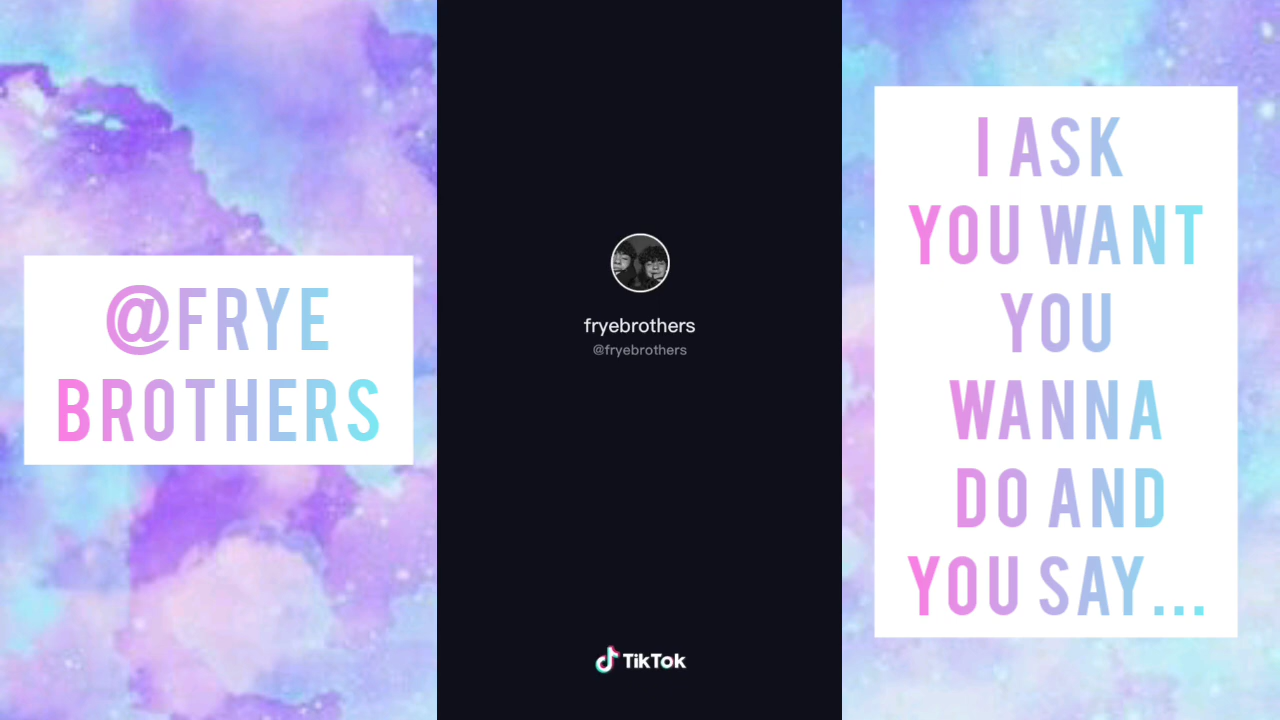 @FRYE
BROTHERS
fryebrothers
@fryebrothers
TikTok
I ASK
YOU WANT
YOU
WANNA
DO AND
YOU SAY...